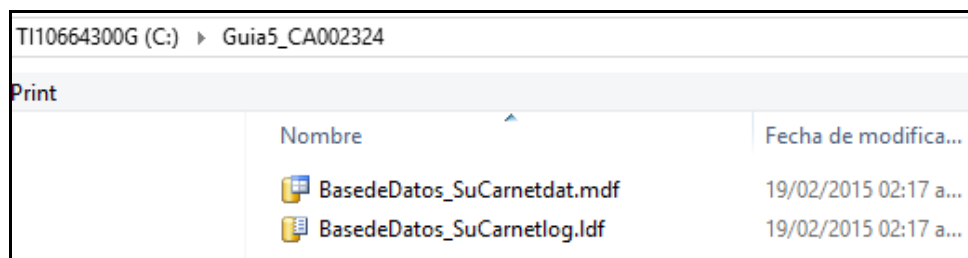 TI10664300G (C:) ▸ Guia5_CA002324
Print
Nombre Fecha de modifica...
BasedeDatos_SuCarnetdat.mdf 19/02/2015 02:17 a...
BasedeDatos_SuCarnetlog.ldf 19/02/2015 02:17 a...